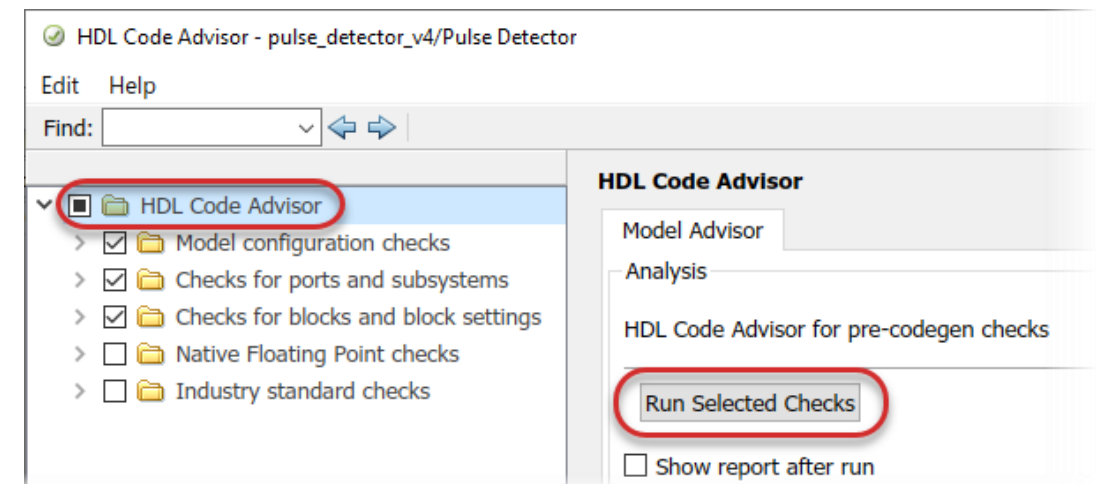 HDL Code Advisor - pulse_detector_v4/Pulse Detector
Edit Help
Find:
HDL Code Advisor
Model configuration checks
Checks for ports and subsystems
Checks for blocks and block settings
Native Floating Point checks
Industry standard checks
HDL Code Advisor
Model Advisor
Analysis
HDL Code Advisor for pre-codegen checks
Run Selected Checks
Show report after run